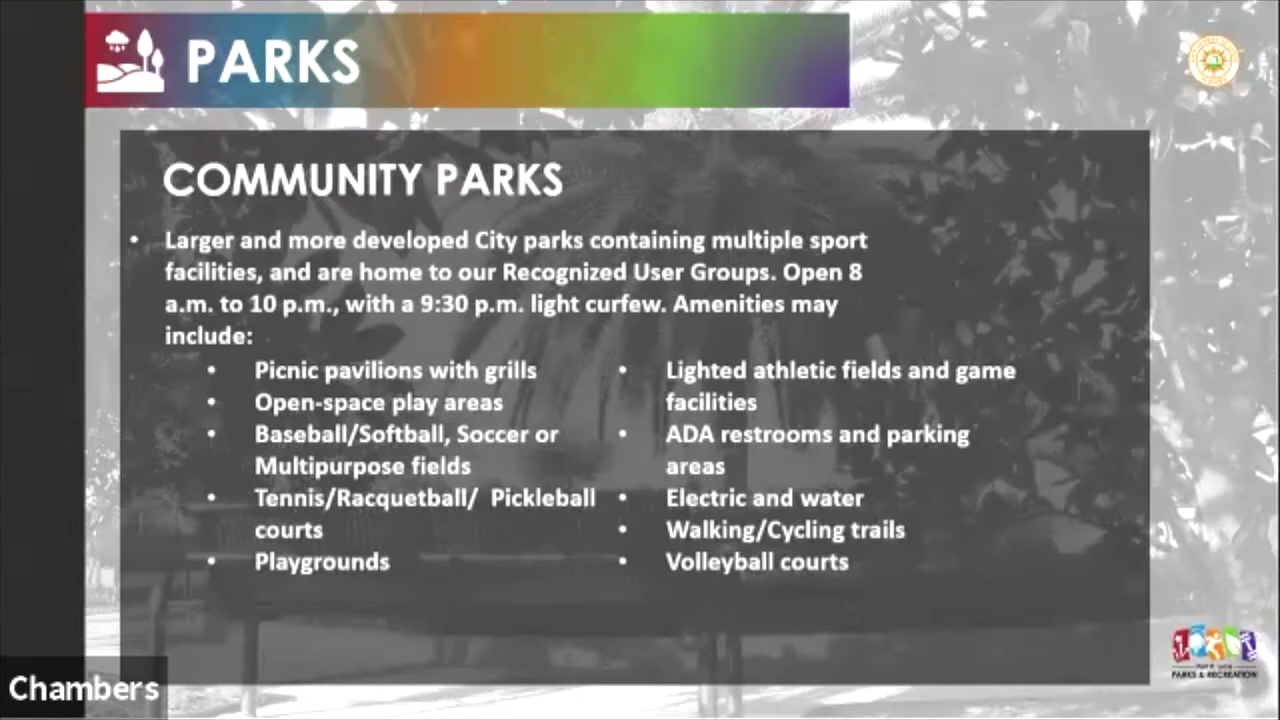 PARKS
COMMUNITY PARKS
• Larger and more developed City parks containing multiple sport
facilities, and are home to our Recognized User Groups. Open 8
a.m. to 10 p.m., with a 9:30 p.m. light curfew. Amenities may
include:
• Picnic pavilions with grills
• Open-space play areas
• Baseball/Softball, Soccer or
Multipurpose fields
• Tennis/Racquetball/ Pickleball
courts
• Playgrounds
• Lighted athletic fields and game
facilities
• ADA restrooms and parking
areas
• Electric and water
• Walking/Cycling trails
• Volleyball courts
PARKS & RECREATION
Chambers